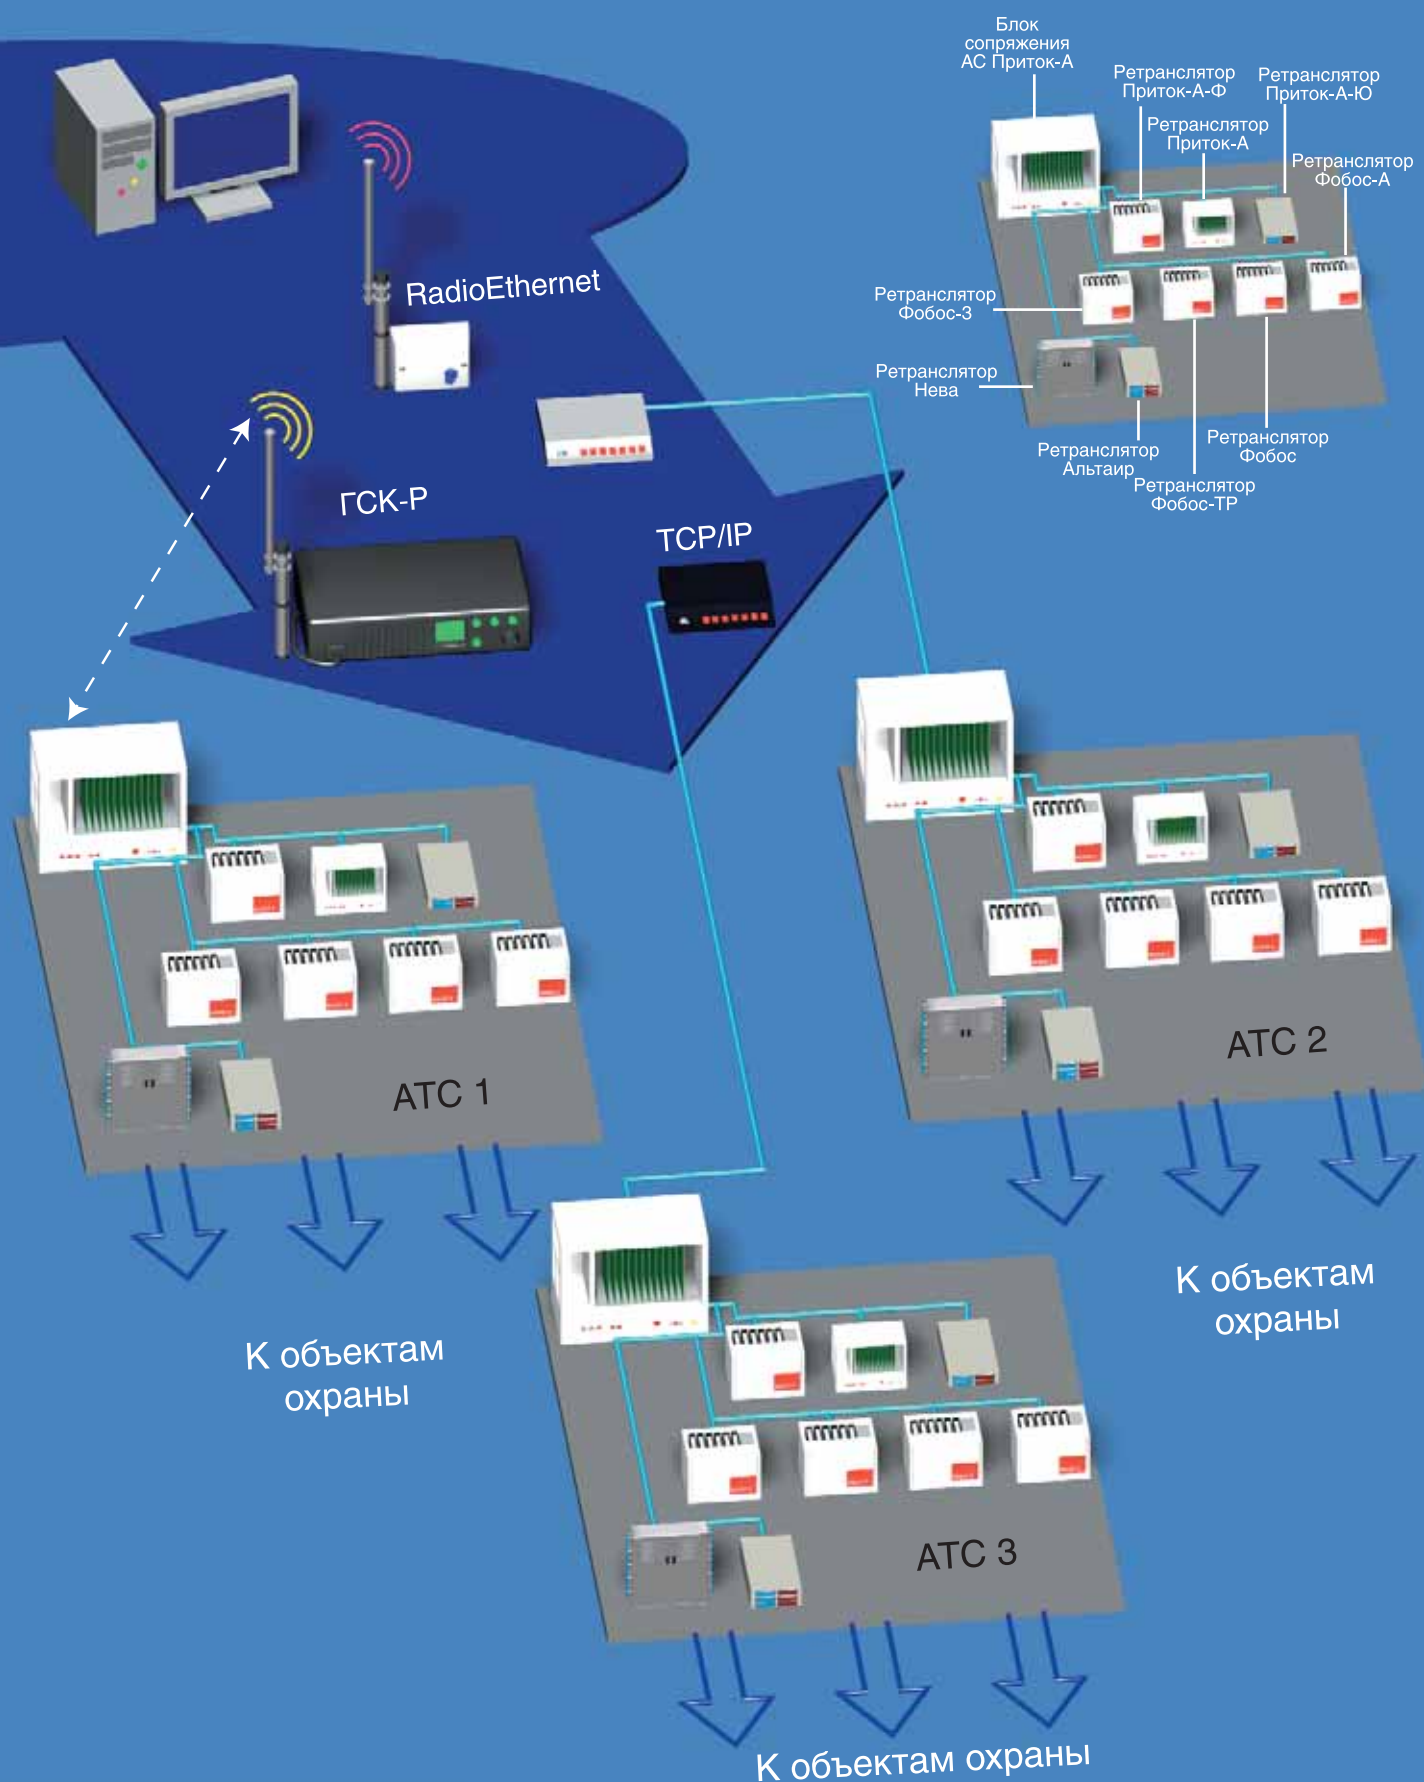 Блок
сопряжения
АС Приток-А
Ретранслятор
Приток-А-Ф
Ретранслятор
Приток-А-Ю
Ретранслятор
Приток-А
Ретранслятор
Фобос-А
RadioEthernet
Ретранслятор
Фобос-3
Ретранслятор
Нева
Ретранслятор
Альтаир
Ретранслятор
Фобос-ТР
Ретранслятор
Фобос
ГСК-Р
TCP/IP
АТС 1
АТС 2
К объектам
охраны
К объектам
охраны
АТС 3
К объектам охраны